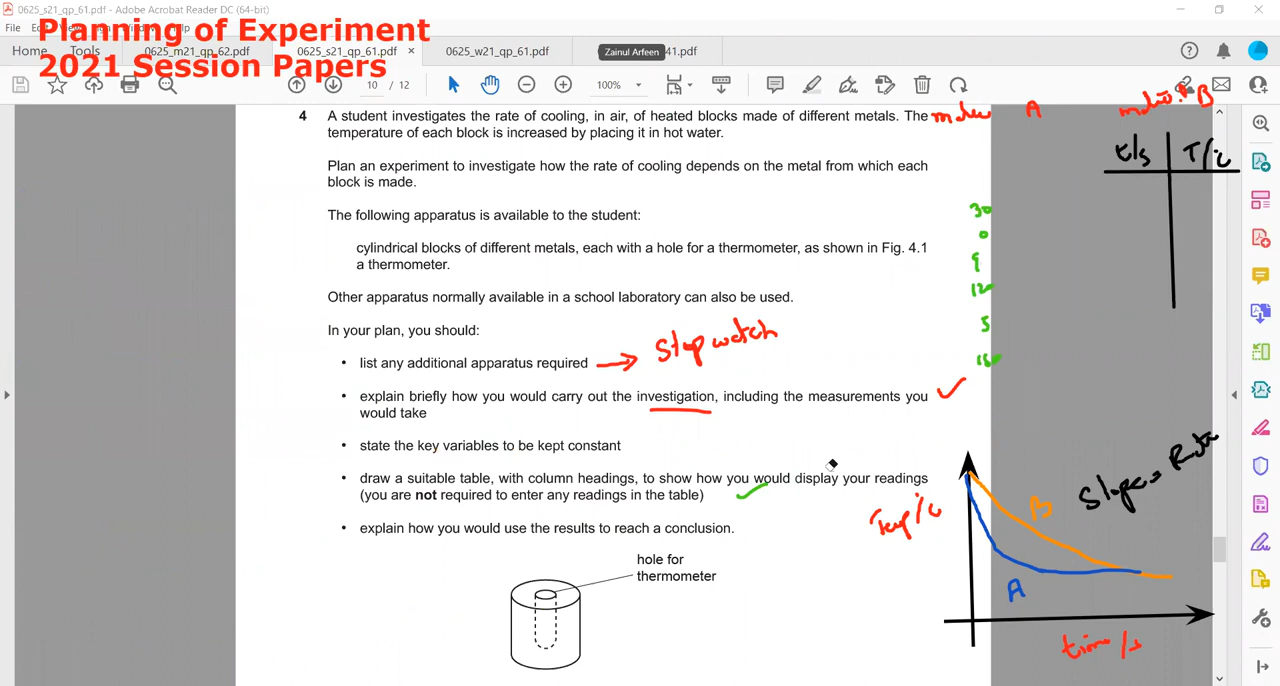 0625_s21_qp_61.pdf - Adobe Acrobat Reader DC (64-bit)
File
Planning of Experiment
2021 Session Papers
Home Tools 0625_m21_qp_62.pdf 0625_s21_qp_61.pdf × 0625_w21_qp_61.pdf Zainul Arfeen 41.pdf
10 / 12 100%
4 A student investigates the rate of cooling, in air, of heated blocks made of different metals. The
temperature of each block is increased by placing it in hot water.
A B
t/s T/°C
Plan an experiment to investigate how the rate of cooling depends on the metal from which each
block is made.
The following apparatus is available to the student:
30
cylindrical blocks of different metals, each with a hole for a thermometer, as shown in Fig. 4.1
a thermometer.
Other apparatus normally available in a school laboratory can also be used.
120
In your plan, you should:
• list any additional apparatus required → Stop watch
• explain briefly how you would carry out the investigation, including the measurements you
would take
• state the key variables to be kept constant
• draw a suitable table, with column headings, to show how you would display your readings
(you are not required to enter any readings in the table)
• explain how you would use the results to reach a conclusion.
Slope = Rate
Temp/°C
B
A
time/s
hole for
thermometer